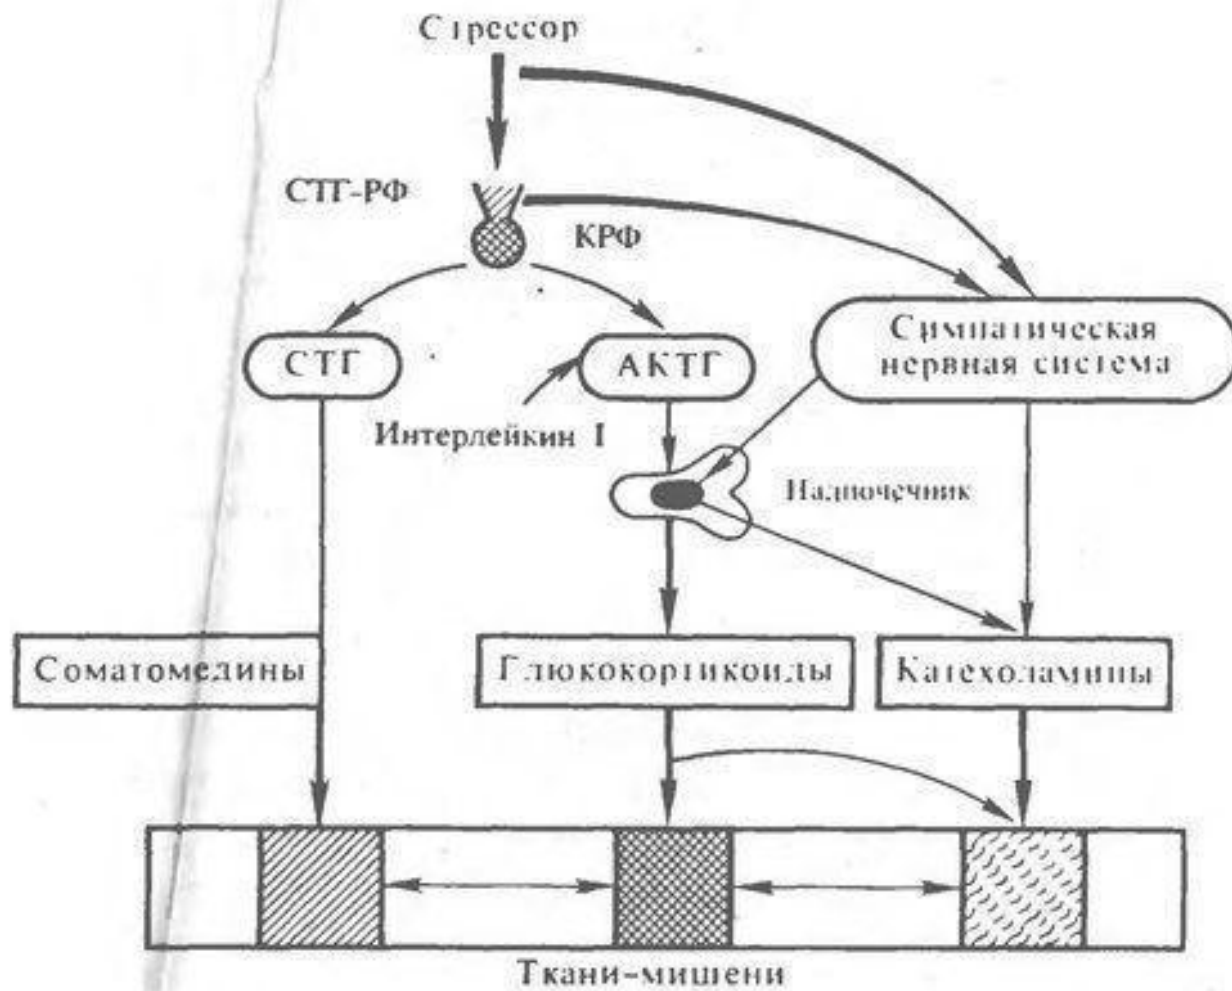 Стрессор
СТГ-РФ
КРФ
СТГ
АКТГ
Симпатическая
нервная система
Интерлейкин I
Надпочечник
Соматомедины
Глюкокортикоиды
Катехоламины
Ткани-мишени